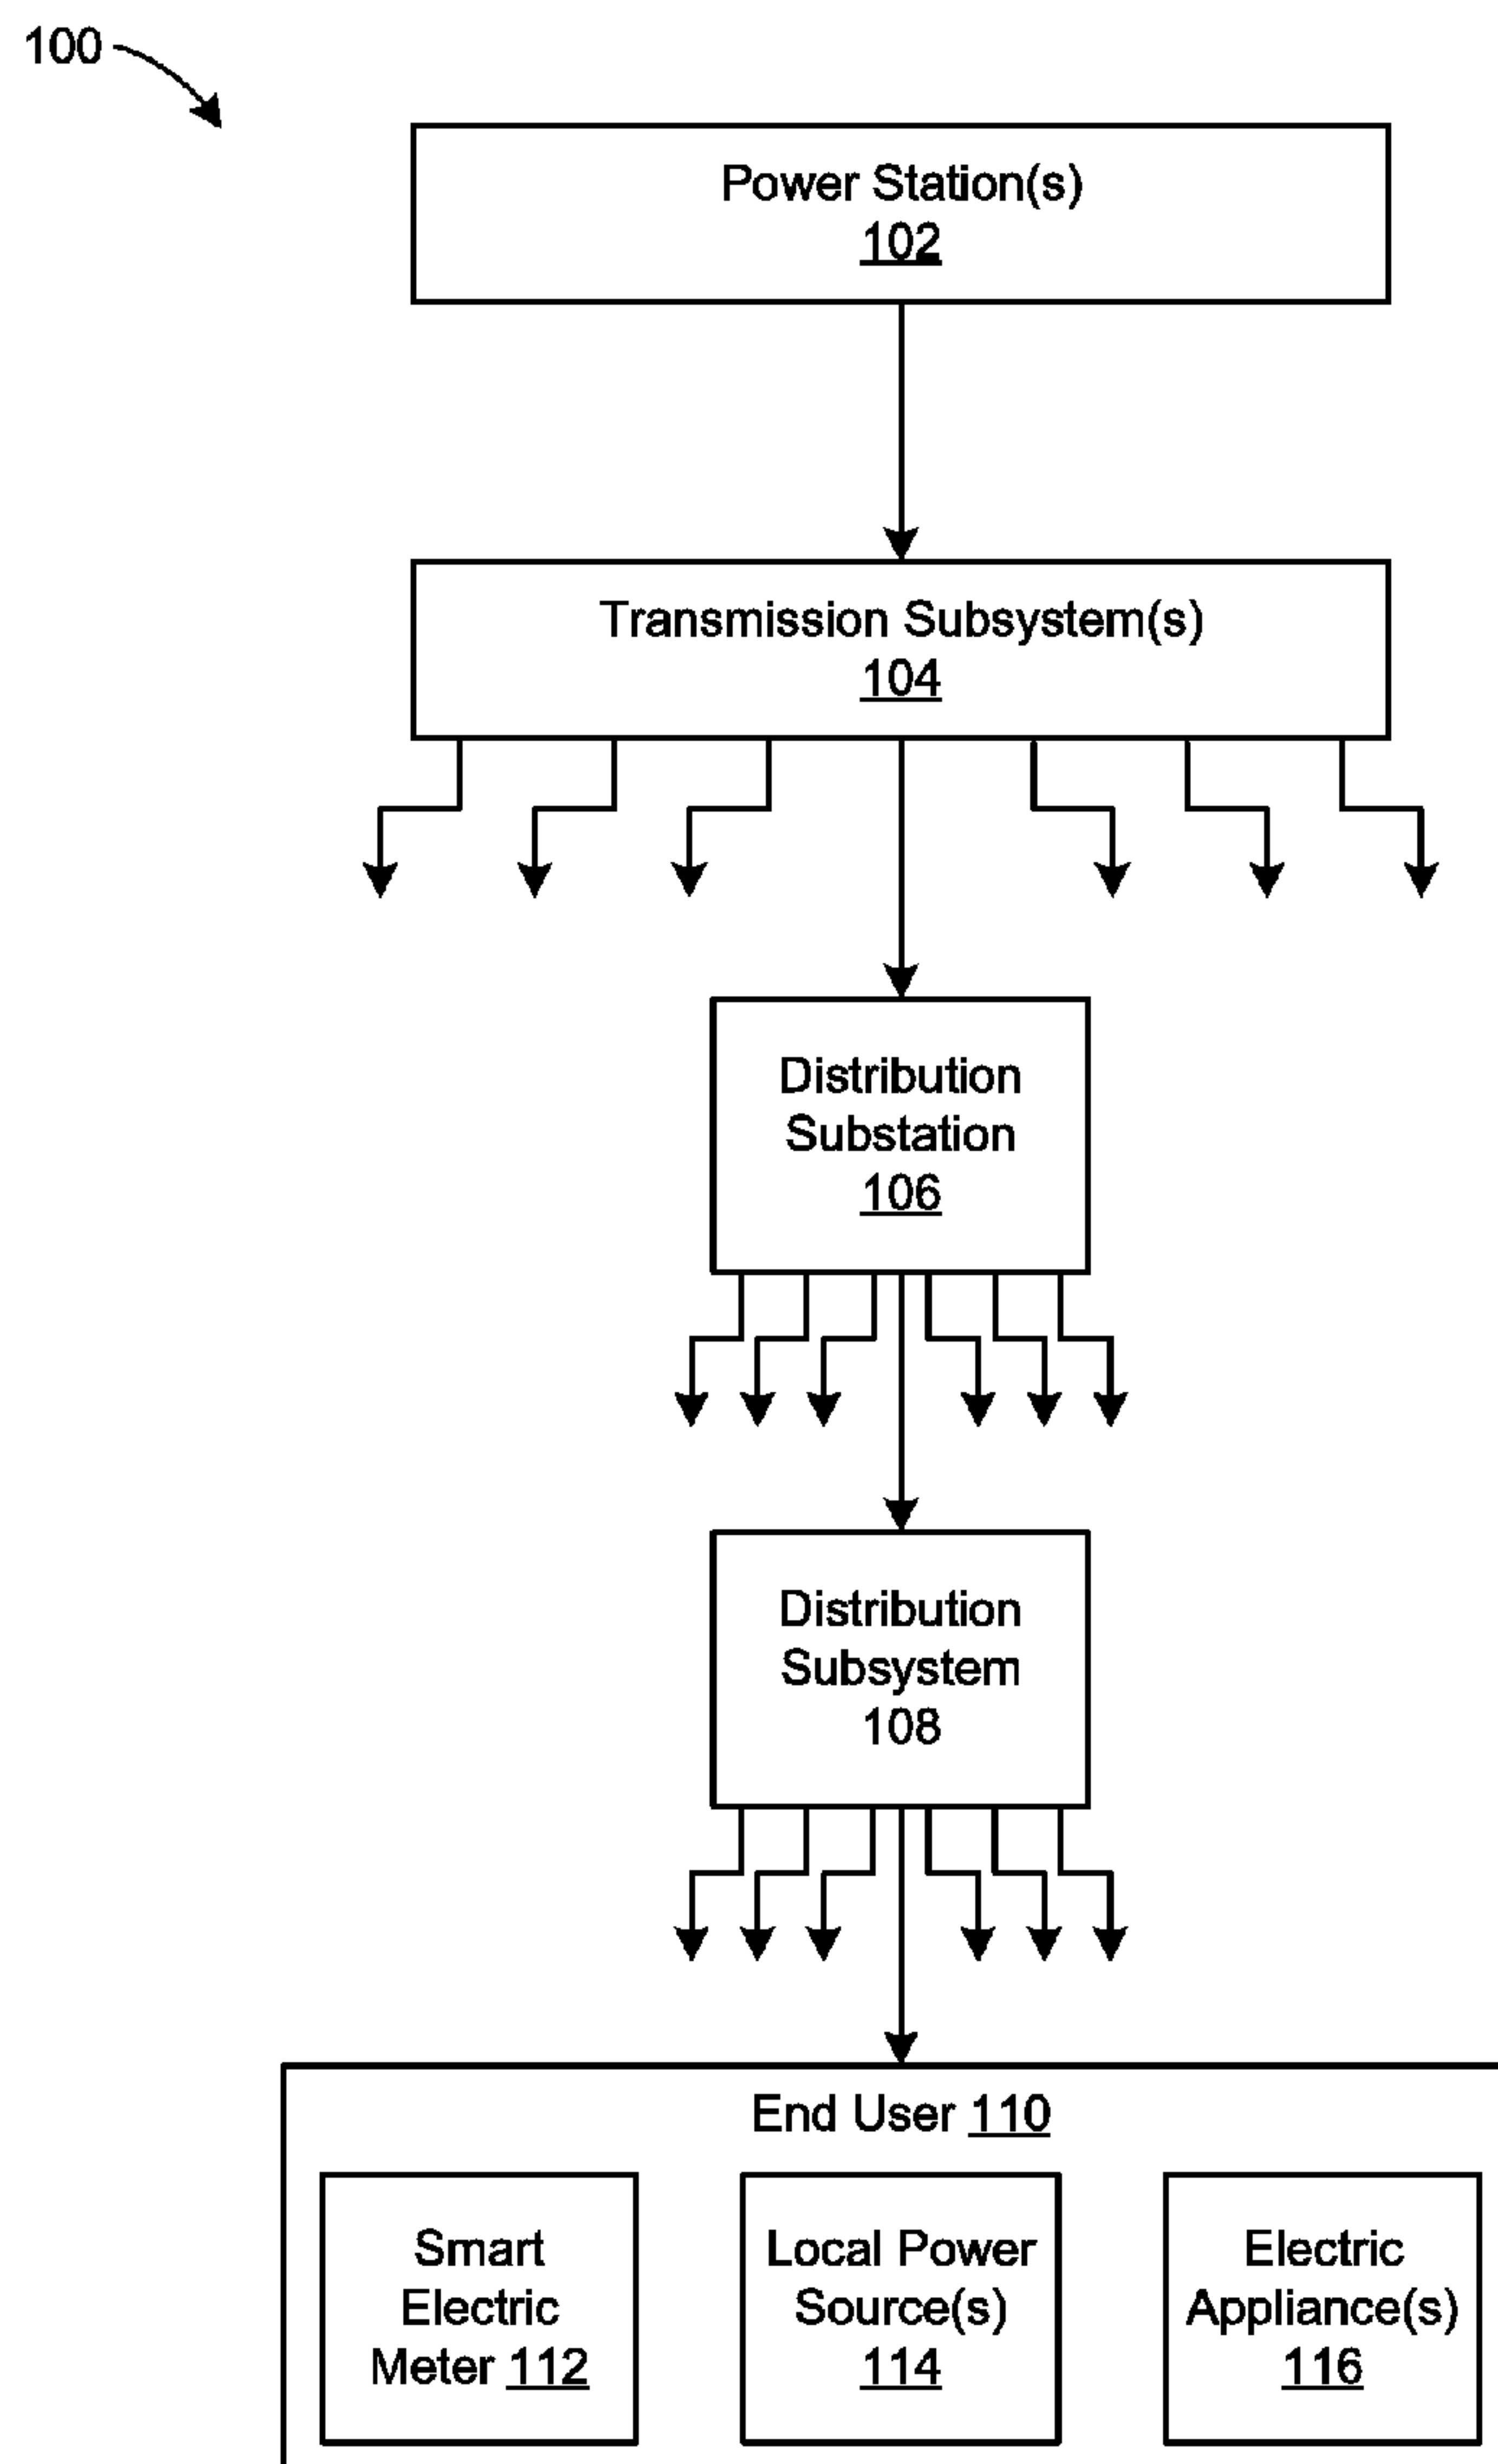 100
Power Station(s)
102
Transmission Subsystem(s)
104
Distribution
Substation
106
Distribution
Subsystem
108
End User 110
Smart
Electric
Meter 112
Local Power
Source(s)
114
Electric
Appliance(s)
116